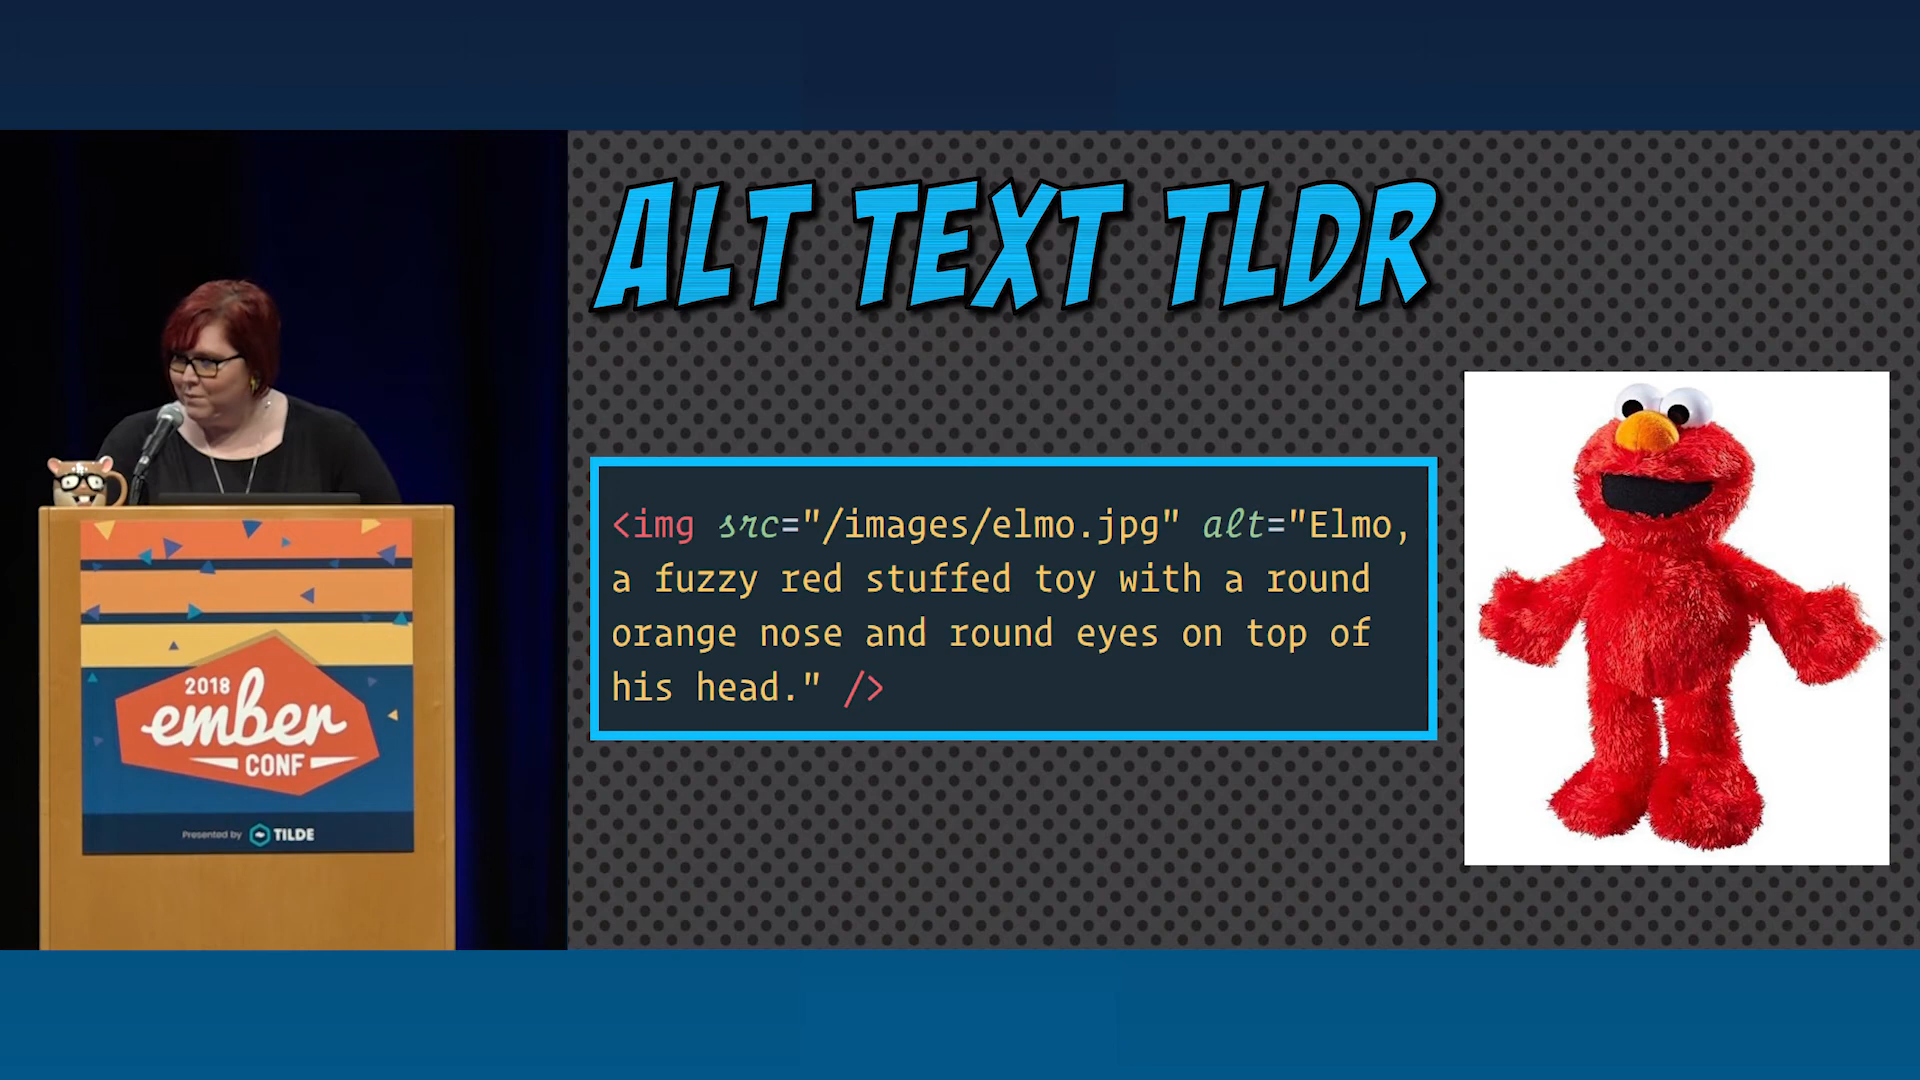 ALT TEXT TLDR
<img src="/images/elmo.jpg" alt="Elmo,
a fuzzy red stuffed toy with a round
orange nose and round eyes on top of
his head." />
2018
ember
CONF
Presented by TILDE